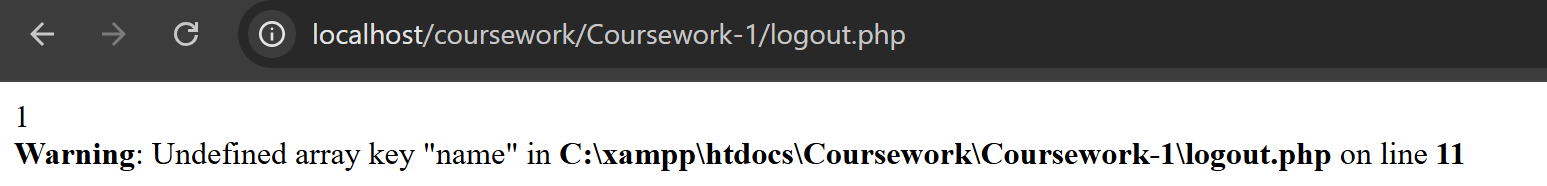 localhost/coursework/Coursework-1/logout.php
1
Warning: Undefined array key "name" in C:\xampp\htdocs\Coursework\Coursework-1\logout.php on line 11